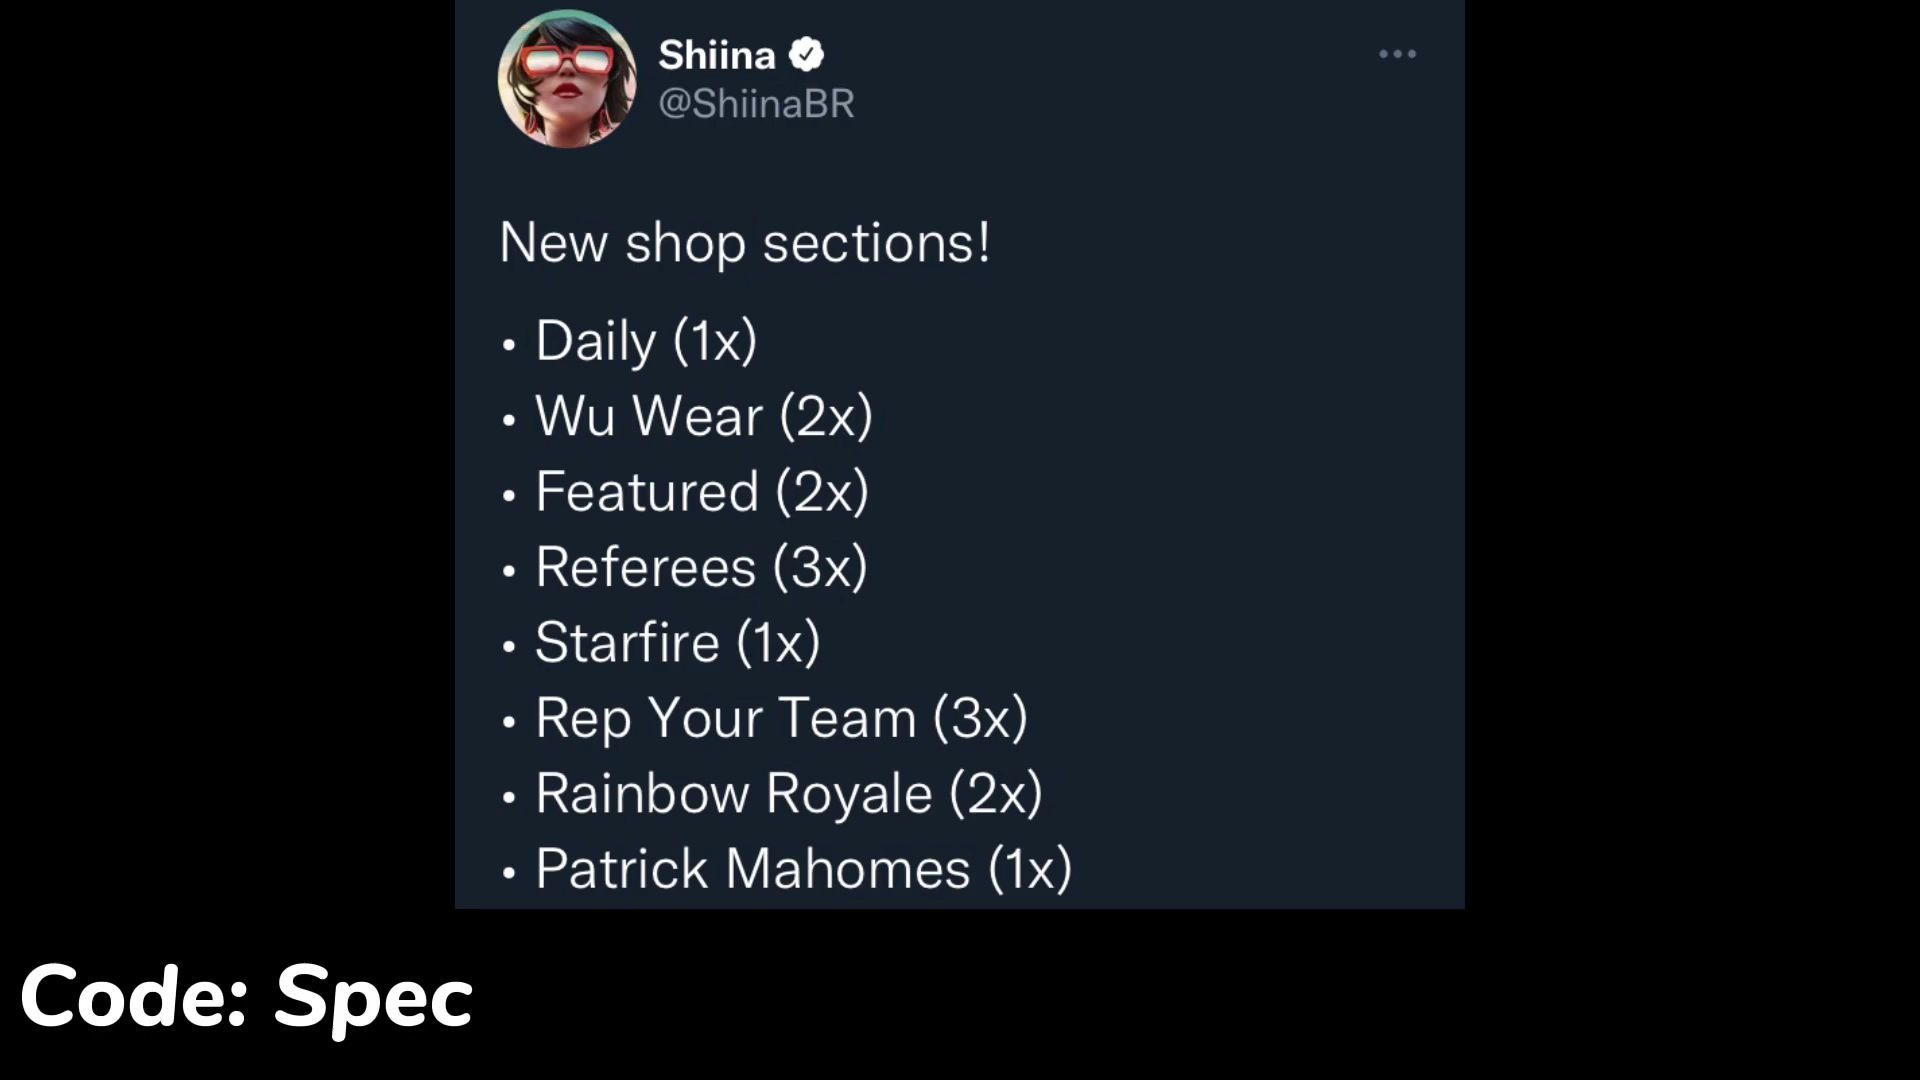 Shiina
@ShiinaBR
New shop sections!
• Daily (1x)
• Wu Wear (2x)
• Featured (2x)
• Referees (3x)
• Starfire (1x)
• Rep Your Team (3x)
• Rainbow Royale (2x)
• Patrick Mahomes (1x)
Code: Spec